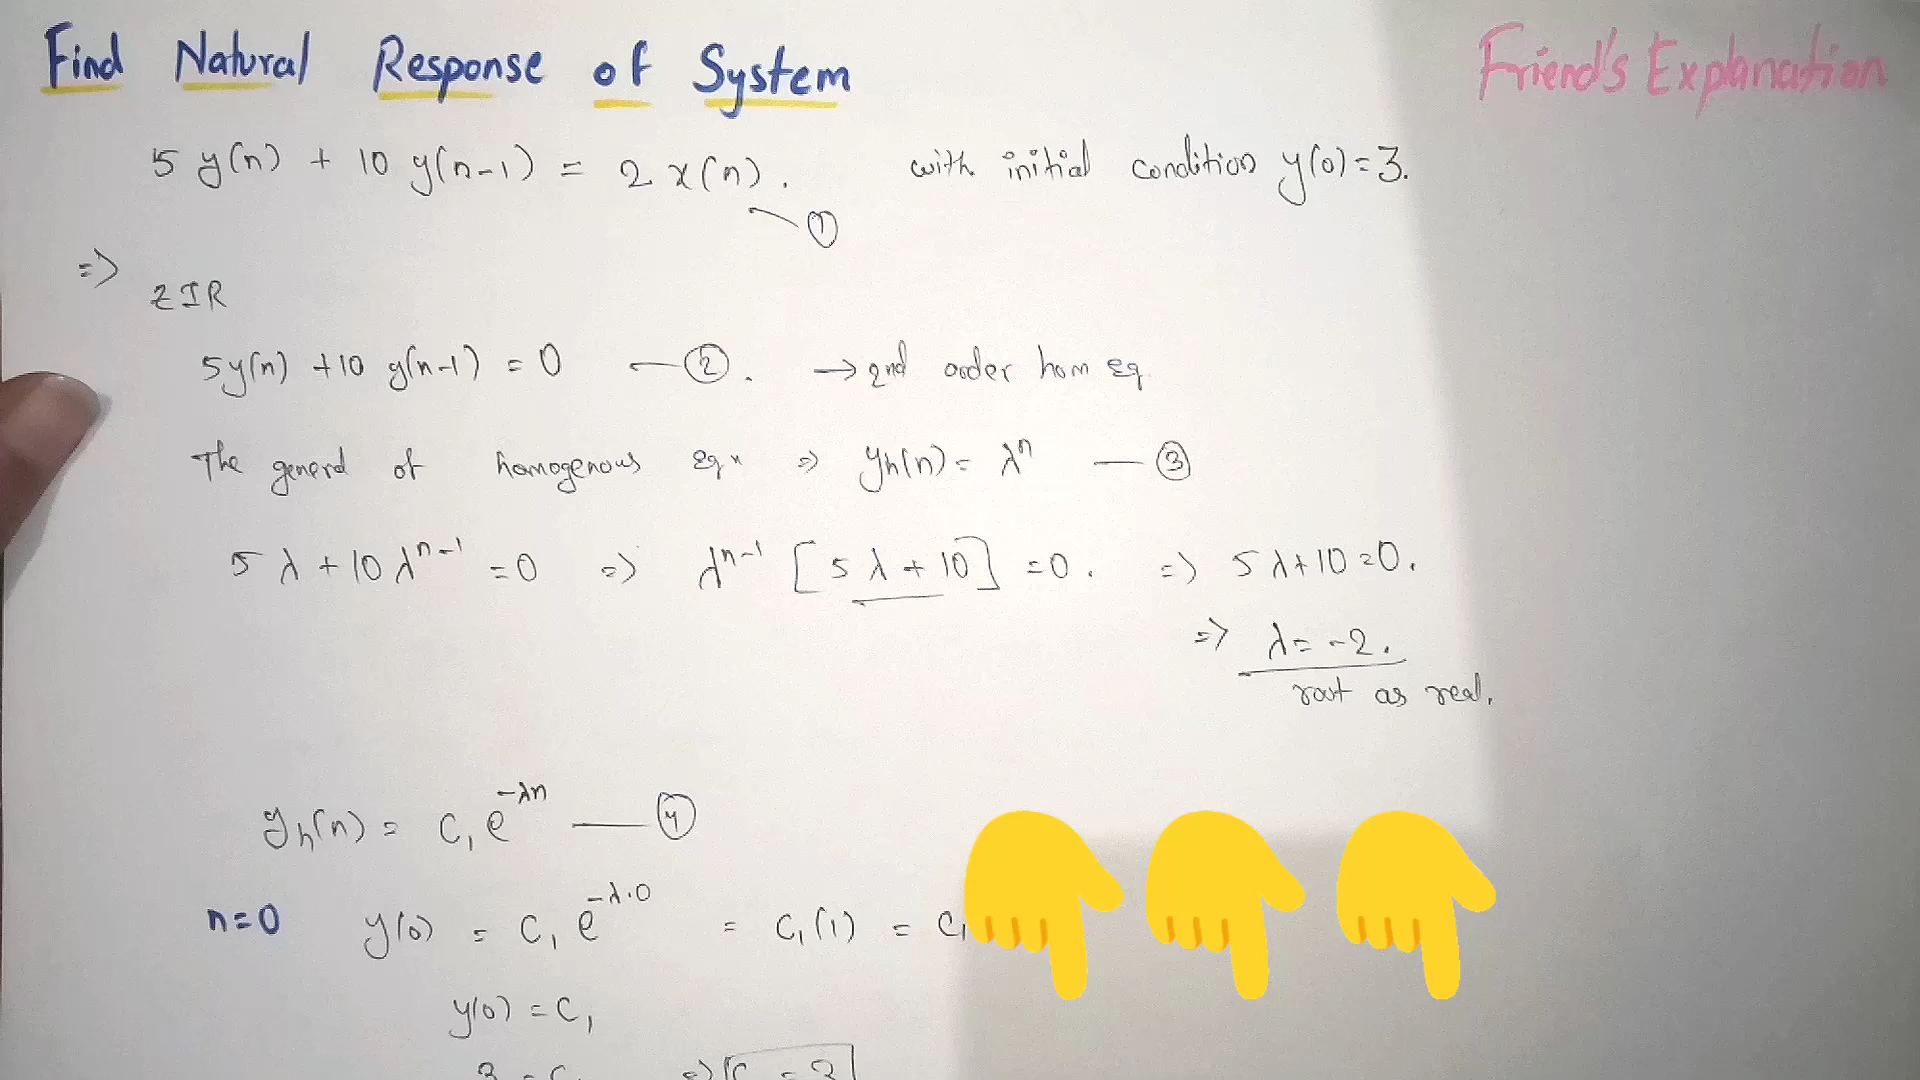 Find Natural Response of System
Friend's Explanation
5 y(n) + 10 y(n-1) = 2 x(n). with initial condition y(0)=3.
①
=>
ZIR
5y(n) +10 y(n-1) = 0 — ②. → 2nd order hom Eq
The general of homogenous Eqn => yh(n) = λⁿ — ③
5 λ + 10 λⁿ⁻¹ = 0 => λⁿ⁻¹ [5 λ + 10] = 0. => 5 λ+10 = 0.
=> λ = -2.
root as real.
yh(n) = C₁ e^-λn — ④
n=0 y(0) = C₁ e^-λ.0 = C₁(1) = C₁
y(0) = C₁